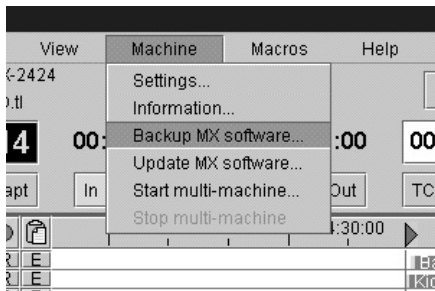 View Machine Macros Help
X-2424
Settings...
Information...
Backup MX software...
Update MX software...
Start multi-machine...
Stop multi-machine
.tl
4 00: :00 00
apt In Out TC
:30:00
R E
R E